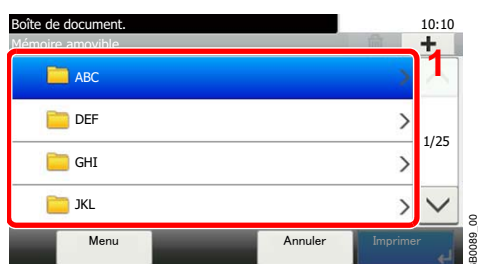 Boîte de document. 10:10
Mémoire amovible
1
ABC
DEF
1/25
GHI
JKL
Menu Annuler Imprimer
B0089_00